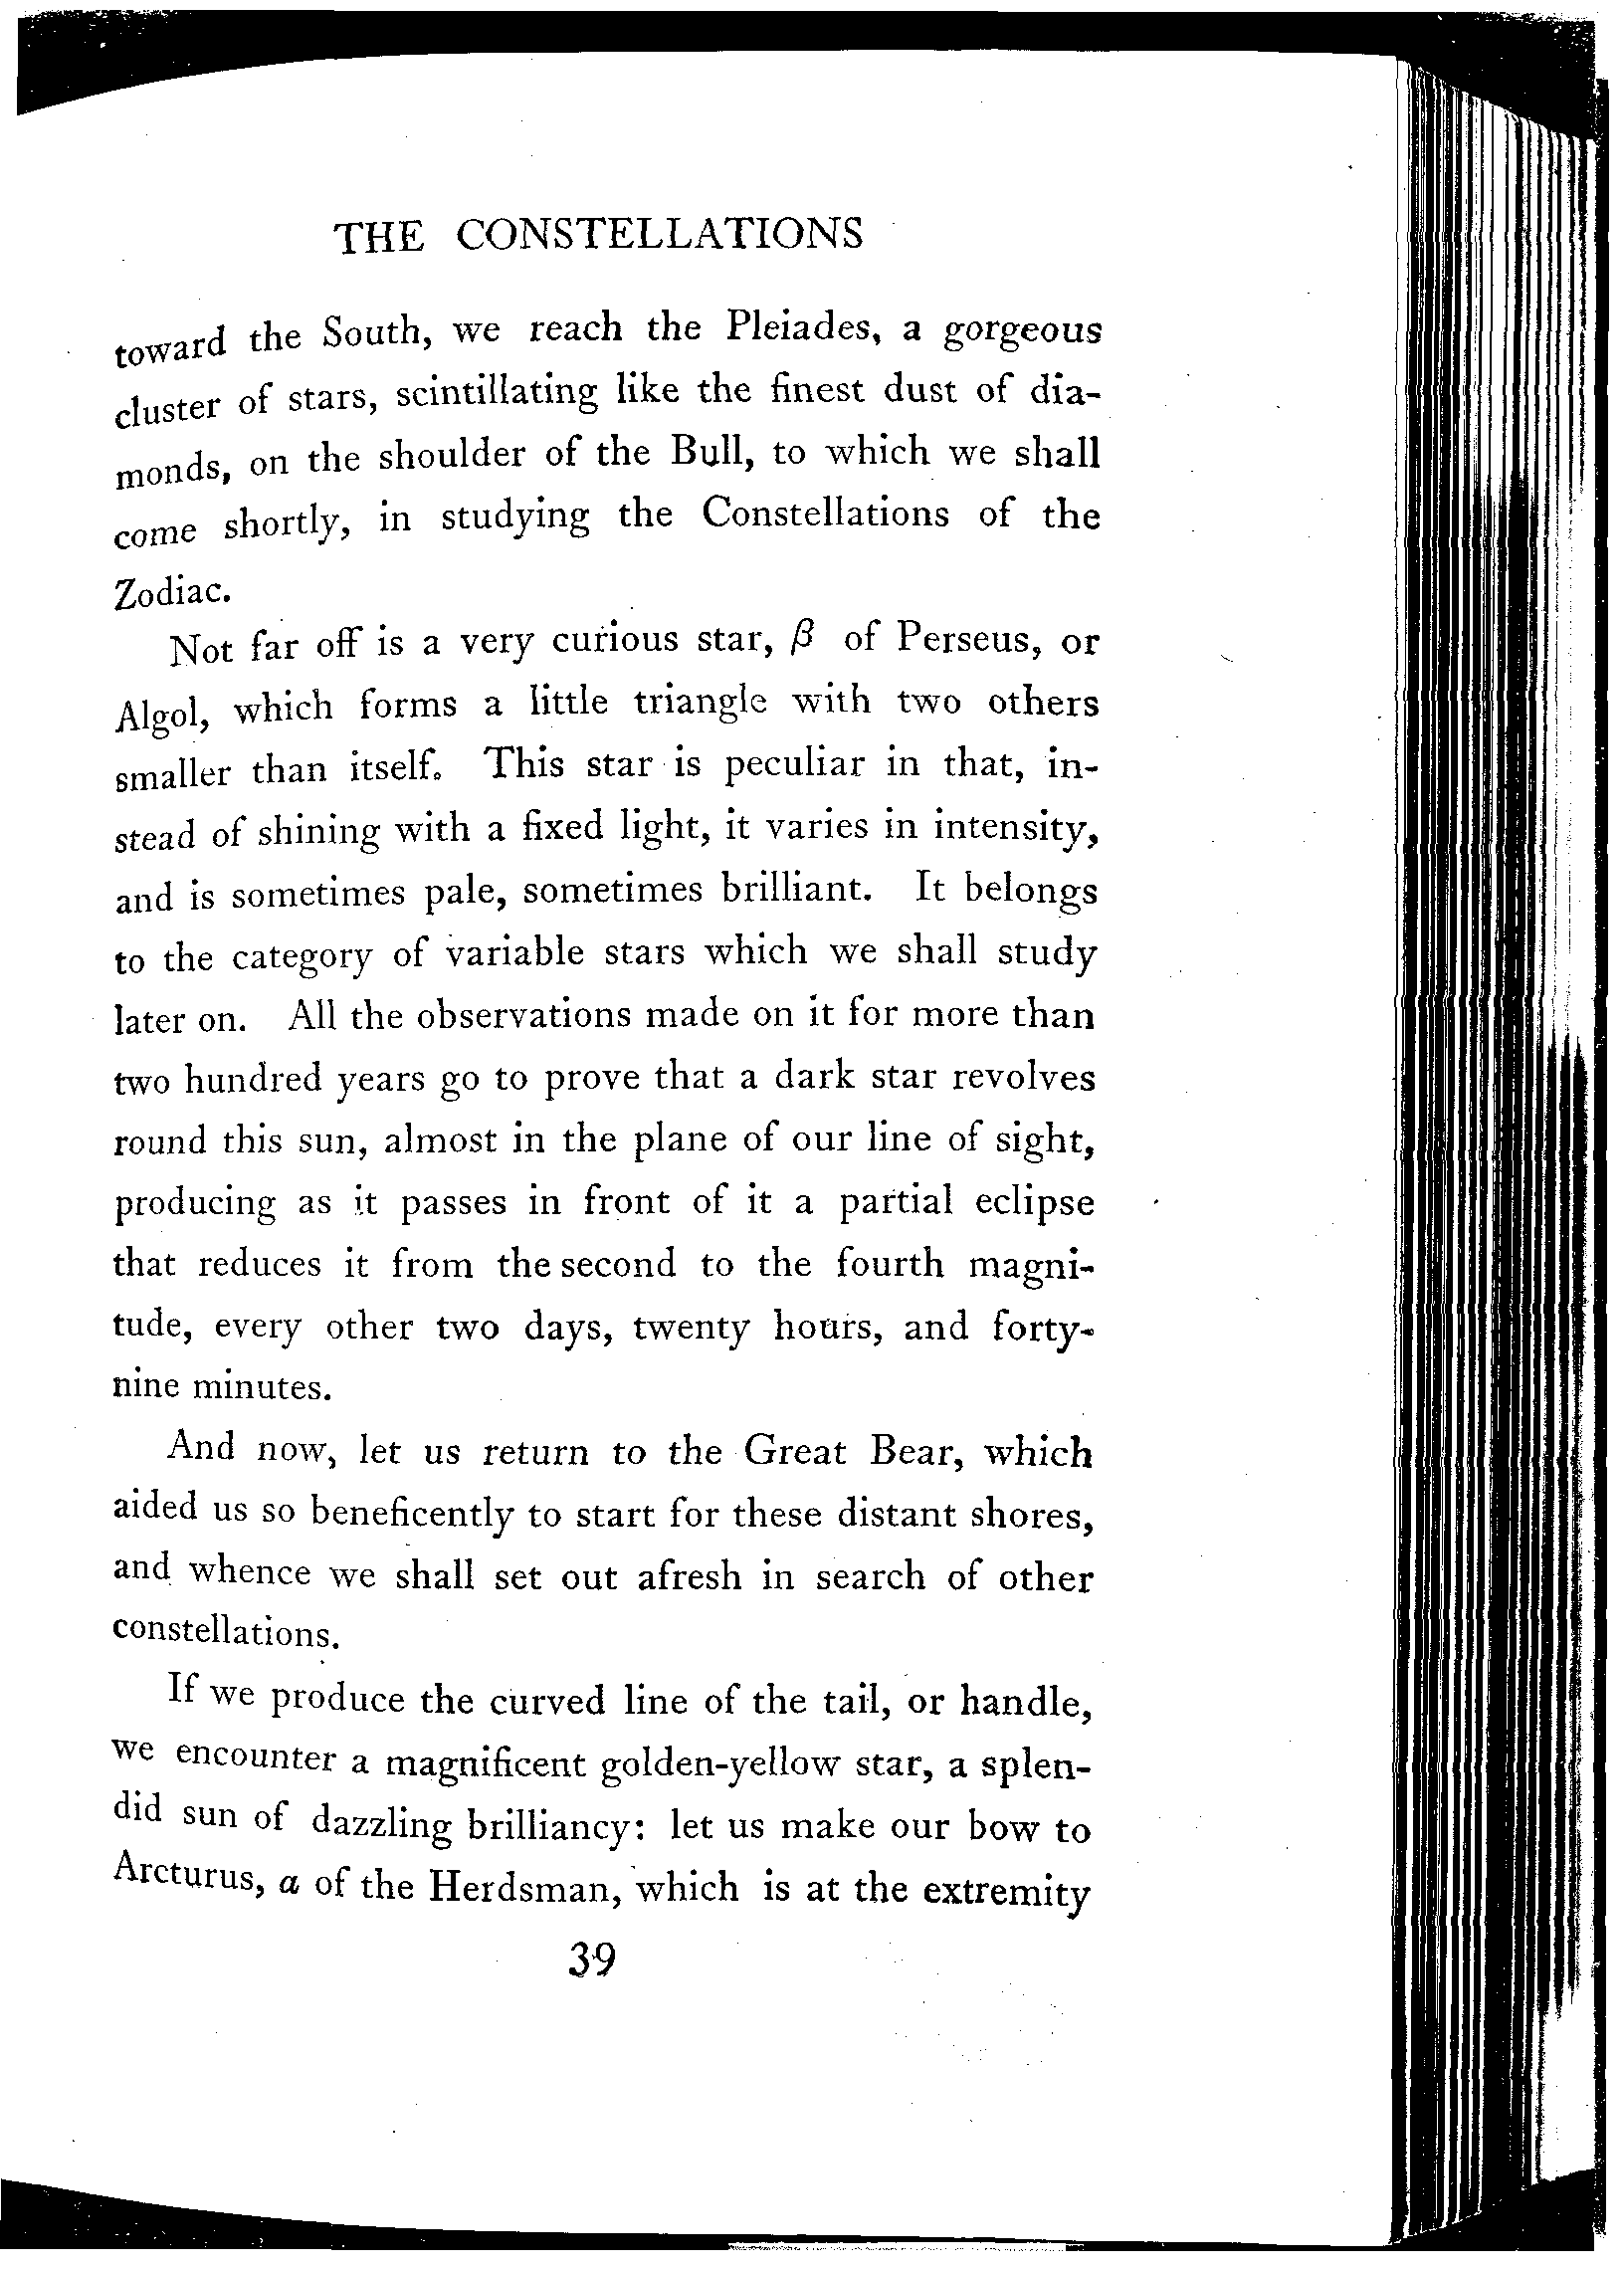 THE CONSTELLATIONS
toward the South, we reach the Pleiades, a gorgeous
cluster of stars, scintillating like the finest dust of dia-
monds, on the shoulder of the Bull, to which we shall
come shortly, in studying the Constellations of the
Zodiac.
Not far off is a very curious star, β of Perseus, or
Algol, which forms a little triangle with two others
smaller than itself. This star is peculiar in that, in-
stead of shining with a fixed light, it varies in intensity,
and is sometimes pale, sometimes brilliant. It belongs
to the category of variable stars which we shall study
later on. All the observations made on it for more than
two hundred years go to prove that a dark star revolves
round this sun, almost in the plane of our line of sight,
producing as it passes in front of it a partial eclipse
that reduces it from the second to the fourth magni-
tude, every other two days, twenty hours, and forty-
nine minutes.
And now, let us return to the Great Bear, which
aided us so beneficently to start for these distant shores,
and whence we shall set out afresh in search of other
constellations.
If we produce the curved line of the tail, or handle,
we encounter a magnificent golden-yellow star, a splen-
did sun of dazzling brilliancy: let us make our bow to
Arcturus, α of the Herdsman, which is at the extremity
39